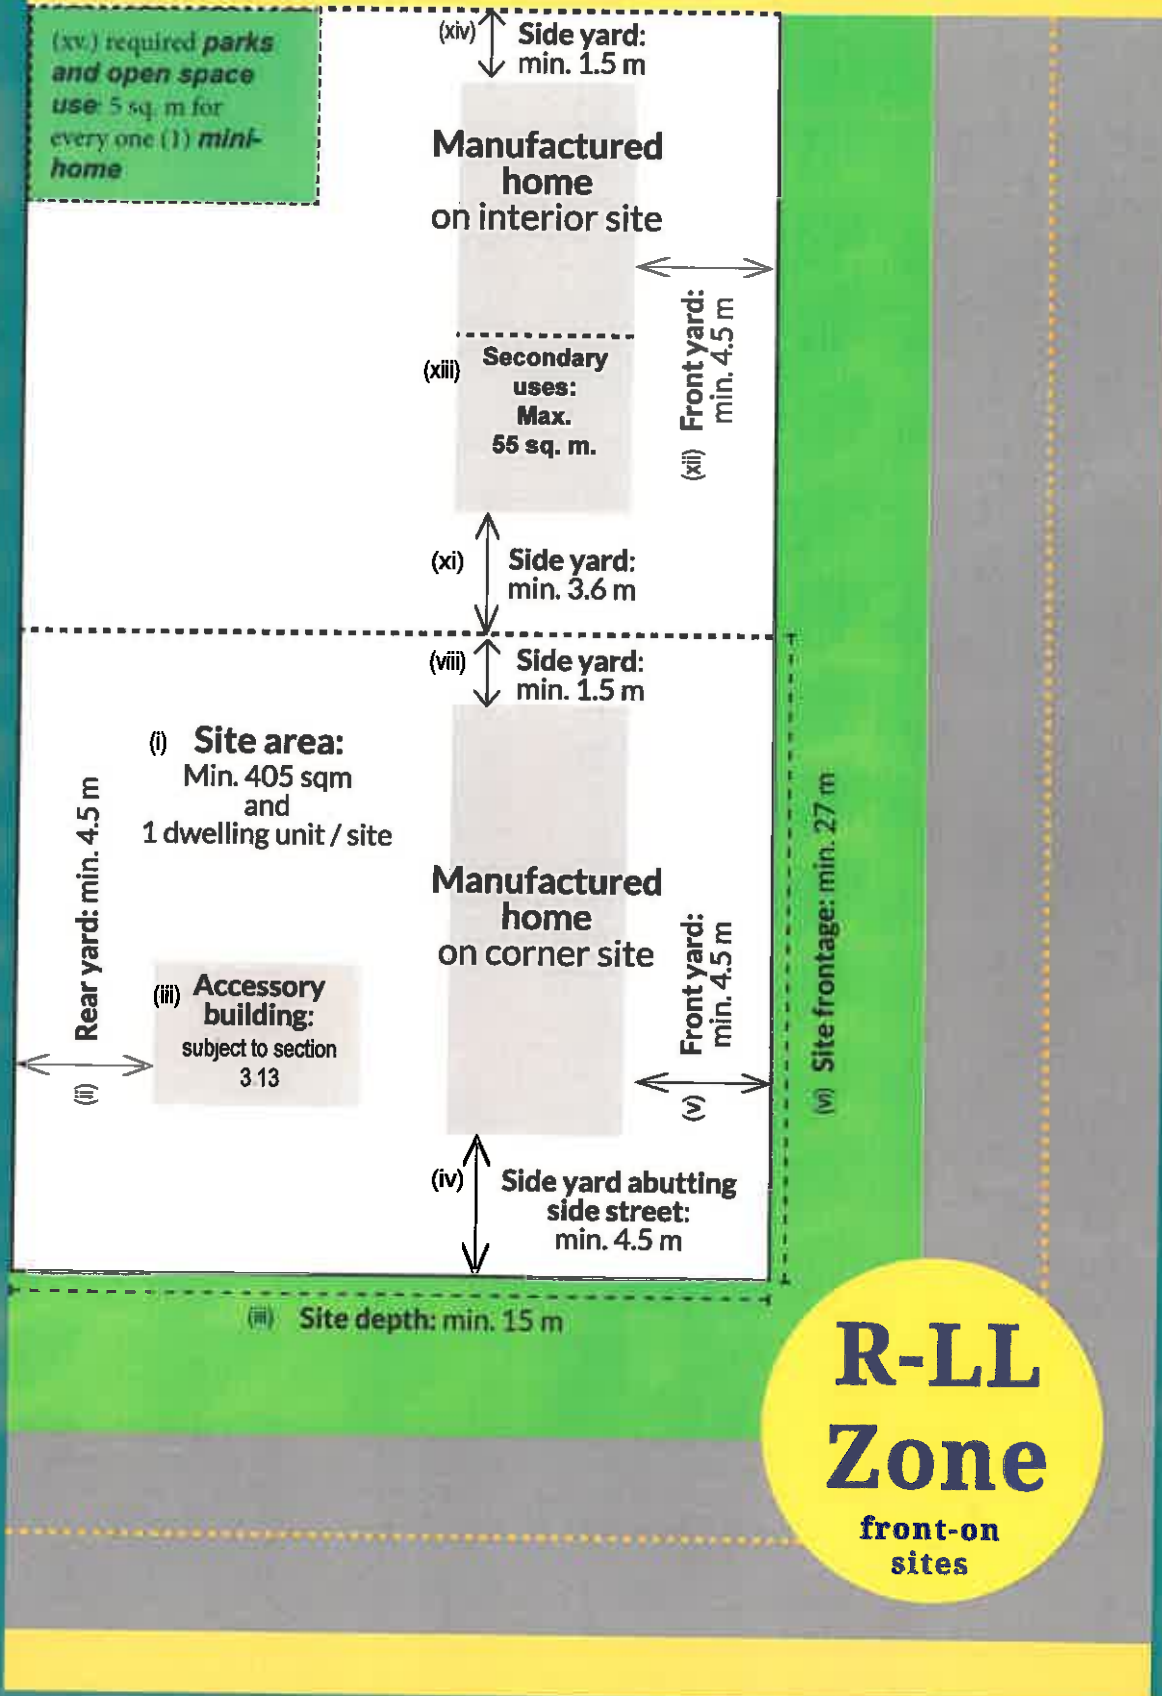 (xv.) required parks
and open space
use: 5 sq. m for
every one (1) mini-
home
(xiv) Side yard:
min. 1.5 m
Manufactured
home
on interior site
(xii) Front yard:
min. 4.5 m
(xiii) Secondary
uses:
Max.
55 sq. m.
(xi) Side yard:
min. 3.6 m
(viii) Side yard:
min. 1.5 m
(i) Site area:
Min. 405 sqm
and
1 dwelling unit / site
(ii) Rear yard: min. 4.5 m
Manufactured
home
on corner site
(iii) Accessory
building:
subject to section
3.13
(v) Front yard:
min. 4.5 m
(vi) Site frontage: min. 27 m
(iv) Side yard abutting
side street:
min. 4.5 m
(iii) Site depth: min. 15 m
R-LL
Zone
front-on
sites